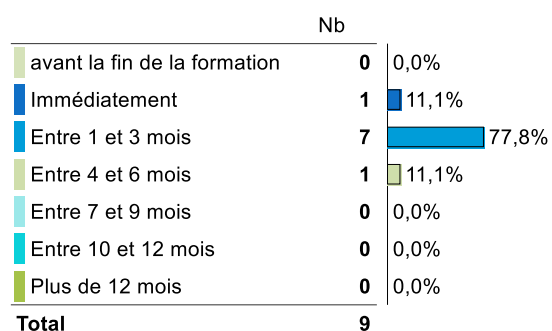 Nb
avant la fin de la formation 0 0,0%
Immédiatement 1 11,1%
Entre 1 et 3 mois 7 77,8%
Entre 4 et 6 mois 1 11,1%
Entre 7 et 9 mois 0 0,0%
Entre 10 et 12 mois 0 0,0%
Plus de 12 mois 0 0,0%
Total 9